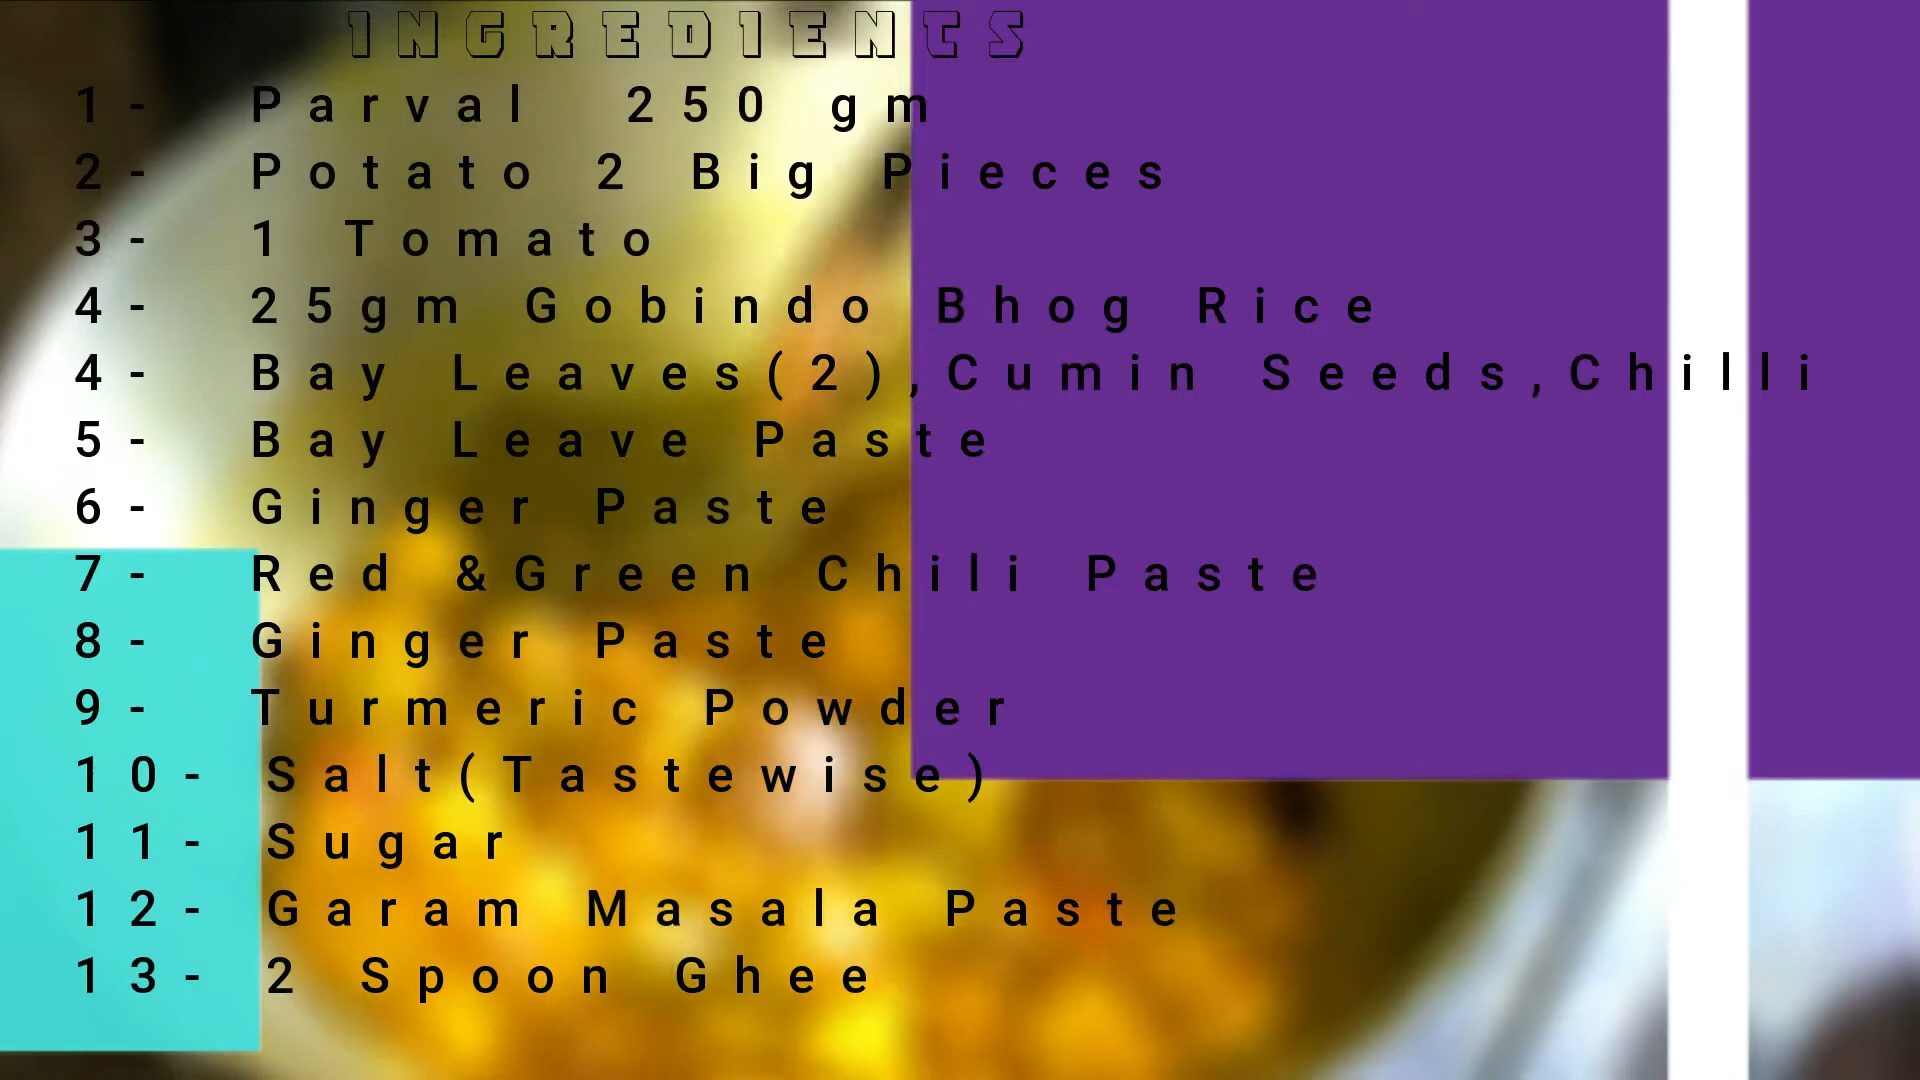 INGREDIENTS
1- Parval 250 gm
2- Potato 2 Big Pieces
3- 1 Tomato
4- 25gm Gobindo Bhog Rice
4- Bay Leaves(2),Cumin Seeds,Chilli
5- Bay Leave Paste
6- Ginger Paste
7- Red &Green Chili Paste
8- Ginger Paste
9- Turmeric Powder
10- Salt(Tastewise)
11- Sugar
12- Garam Masala Paste
13- 2 Spoon Ghee